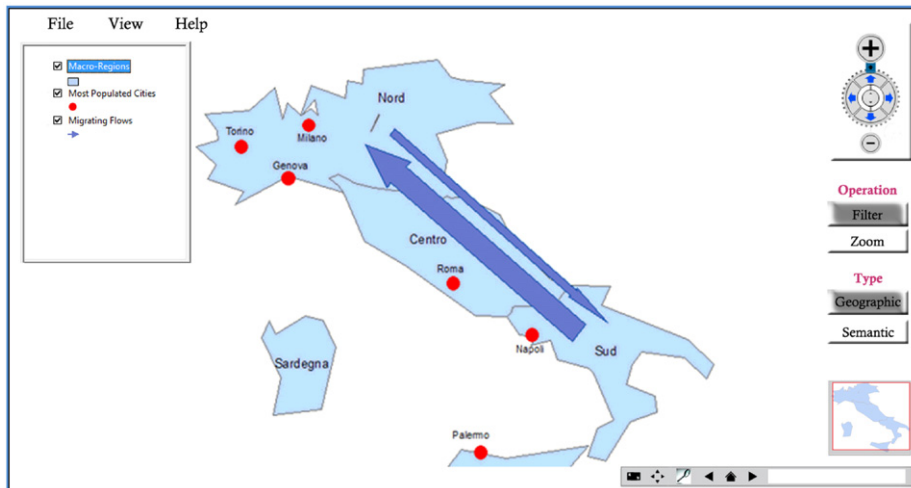 File View Help
Macro-Regions
Most Populated Cities
Migrating Flows
Nord
Torino
Milano
Genova
Centro
Roma
Napoli
Sud
Sardegna
Palermo
Operation
Filter
Zoom
Type
Geographic
Semantic